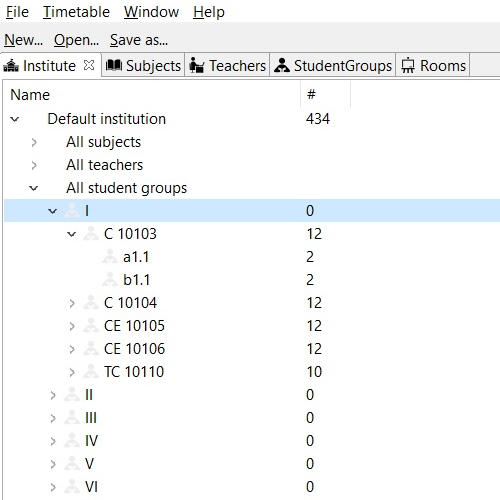 File Timetable Window Help
New... Open... Save as...
Institute Subjects Teachers StudentGroups Rooms
Name #
Default institution 434
All subjects
All teachers
All student groups
I 0
C 10103 12
a1.1 2
b1.1 2
C 10104 12
CE 10105 12
CE 10106 12
TC 10110 10
II 0
III 0
IV 0
V 0
VI 0